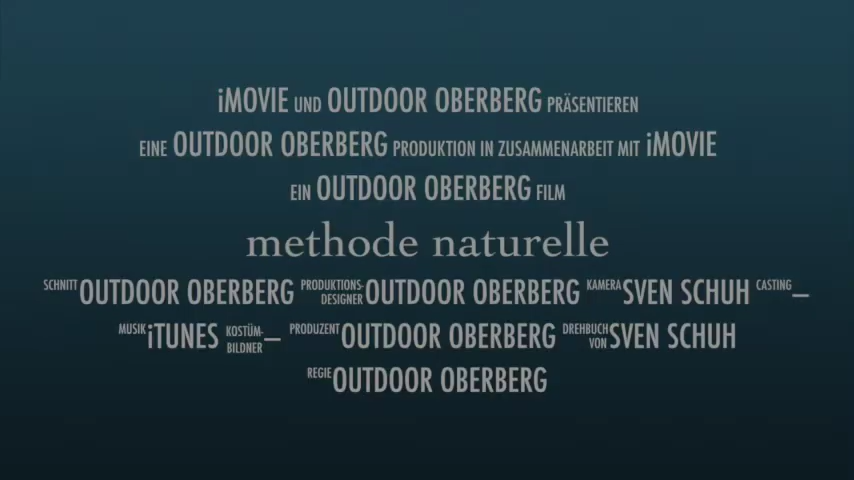 iMOVIE UND OUTDOOR OBERBERG PRÄSENTIEREN
EINE OUTDOOR OBERBERG PRODUKTION IN ZUSAMMENARBEIT MIT iMOVIE
EIN OUTDOOR OBERBERG FILM
methode naturelle
SCHNITT OUTDOOR OBERBERG PRODUKTIONS-DESIGNER OUTDOOR OBERBERG KAMERA SVEN SCHUH CASTING –
MUSIK iTUNES KOSTÜM-BILDNER – PRODUZENT OUTDOOR OBERBERG DREHBUCH VON SVEN SCHUH
REGIE OUTDOOR OBERBERG